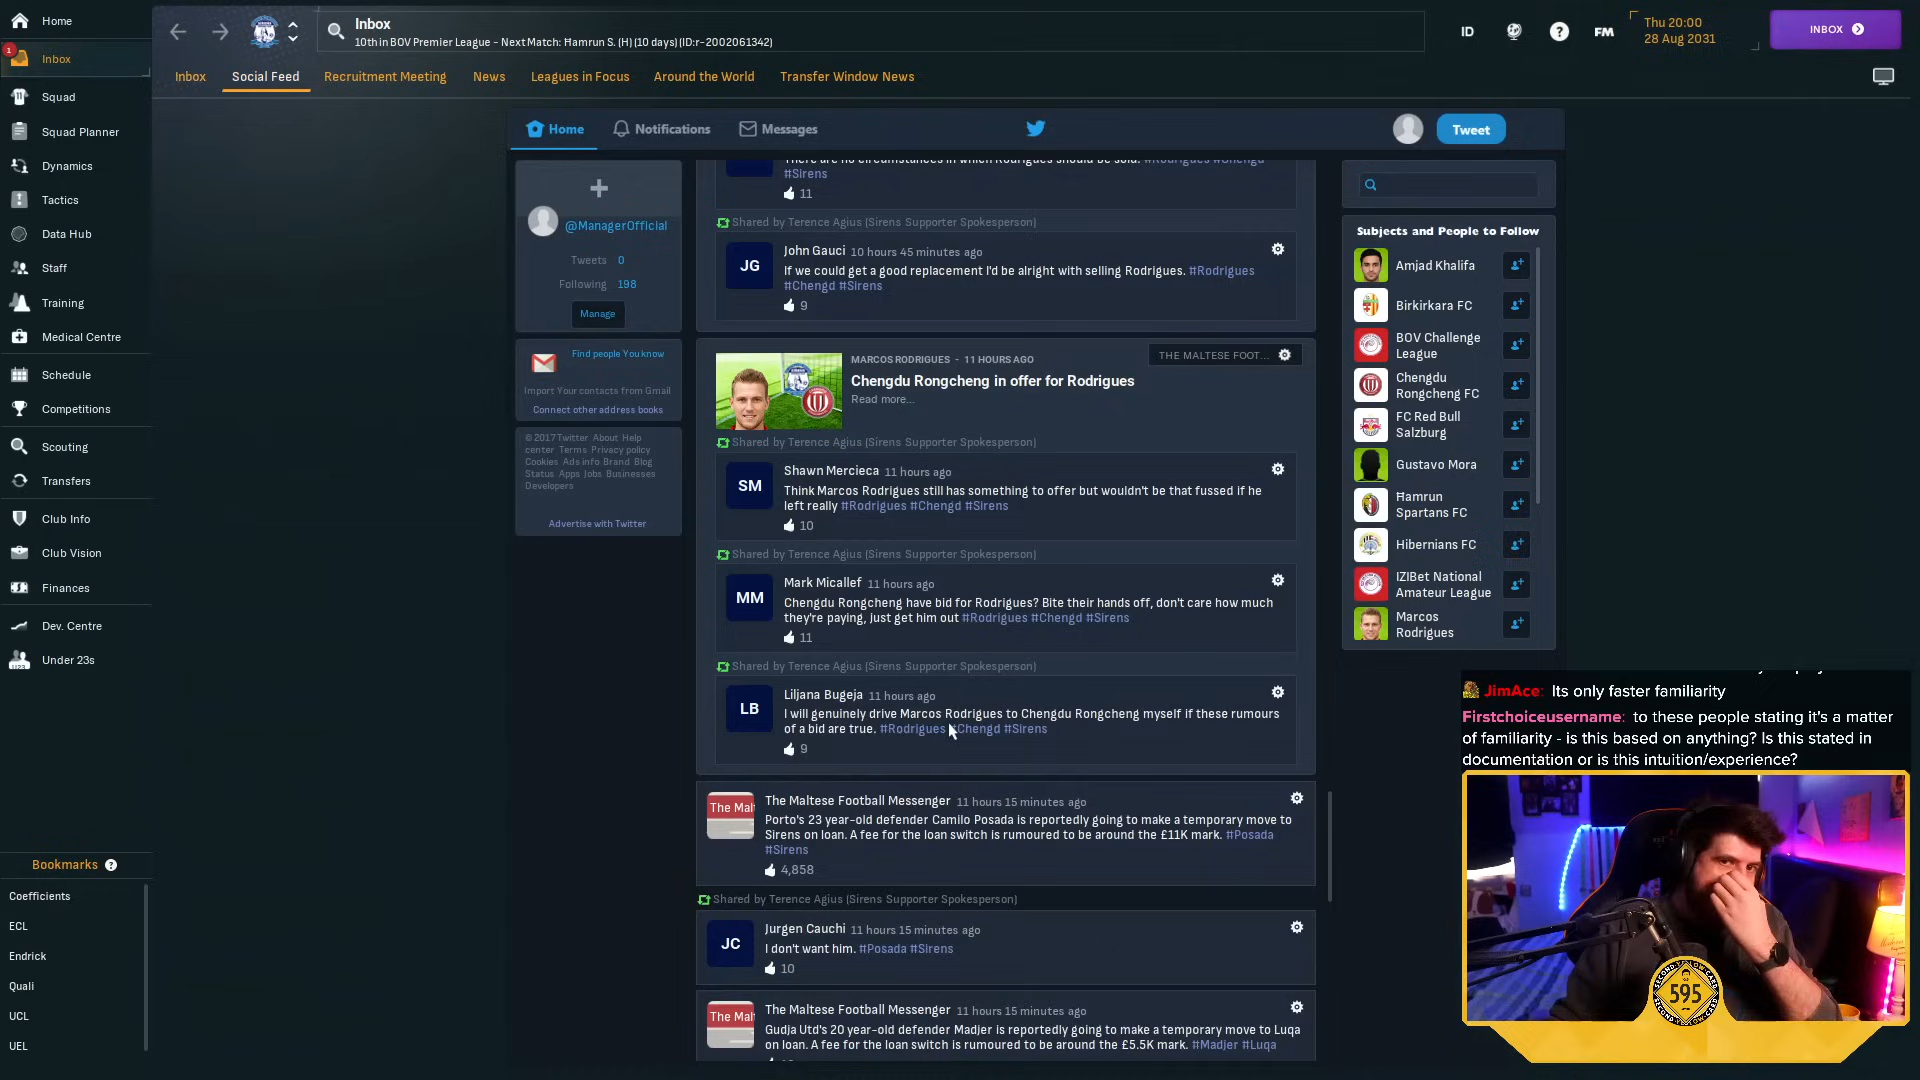 Home
1
Inbox
Squad
Squad Planner
Dynamics
Tactics
Data Hub
Staff
Training
Medical Centre
Schedule
Competitions
Scouting
Transfers
Club Info
Club Vision
Finances
Dev. Centre
Under 23s
Bookmarks ?
Coefficients
ECL
Endrick
Quali
UCL
UEL
Inbox
10th in BOV Premier League - Next Match: Ħamrun S. (H) (10 days) (ID:r-2002061342)
ID
?
FM
Thu 20:00
28 Aug 2031
INBOX
Inbox Social Feed Recruitment Meeting News Leagues in Focus Around the World Transfer Window News
Home Notifications Messages
Tweet
@ManagerOfficial
Tweets 0
Following 198
Manage
Find people You know
Import Your contacts from Gmail
Connect other address books
© 2017 Twitter About Help
center Terms Privacy policy
Cookies Ads info Brand Blog
Status Apps Jobs Businesses
Developers
Advertise with Twitter
There are no circumstances in which Rodrigues should be sold. #Rodrigues #Chengd
#Sirens
11
Shared by Terence Agius (Sirens Supporter Spokesperson)
JG
John Gauci 10 hours 45 minutes ago
If we could get a good replacement I'd be alright with selling Rodrigues. #Rodrigues
#Chengd #Sirens
9
MARCOS RODRIGUES - 11 HOURS AGO
THE MALTESE FOOT...
Chengdu Rongcheng in offer for Rodrigues
Read more...
Shared by Terence Agius (Sirens Supporter Spokesperson)
SM
Shawn Mercieca 11 hours ago
Think Marcos Rodrigues still has something to offer but wouldn't be that fussed if he
left really #Rodrigues #Chengd #Sirens
10
Shared by Terence Agius (Sirens Supporter Spokesperson)
MM
Mark Micallef 11 hours ago
Chengdu Rongcheng have bid for Rodrigues? Bite their hands off, don't care how much
they're paying, just get him out #Rodrigues #Chengd #Sirens
11
Shared by Terence Agius (Sirens Supporter Spokesperson)
LB
Liljana Bugeja 11 hours ago
I will genuinely drive Marcos Rodrigues to Chengdu Rongcheng myself if these rumours
of a bid are true. #Rodrigues #Chengd #Sirens
9
The Malt
The Maltese Football Messenger 11 hours 15 minutes ago
Porto's 23 year-old defender Camilo Posada is reportedly going to make a temporary move to
Sirens on loan. A fee for the loan switch is rumoured to be around the £11K mark. #Posada
#Sirens
4,858
Shared by Terence Agius (Sirens Supporter Spokesperson)
JC
Jurgen Cauchi 11 hours 15 minutes ago
I don't want him. #Posada #Sirens
10
The Malt
The Maltese Football Messenger 11 hours 15 minutes ago
Gudja Utd's 20 year-old defender Madjer is reportedly going to make a temporary move to Luqa
on loan. A fee for the loan switch is rumoured to be around the £5.5K mark. #Madjer #Luqa
Subjects and People to Follow
Amjad Khalifa
Birkirkara FC
BOV Challenge
League
Chengdu
Rongcheng FC
FC Red Bull
Salzburg
Gustavo Mora
Ħamrun
Spartans FC
Hibernians FC
IZIBet National
Amateur League
Marcos
Rodrigues
JimAce: Its only faster familiarity
Firstchoiceusername: to these people stating it's a matter
of familiarity - is this based on anything? Is this stated in
documentation or is this intuition/experience?
SECOND YELLOW CARD
595